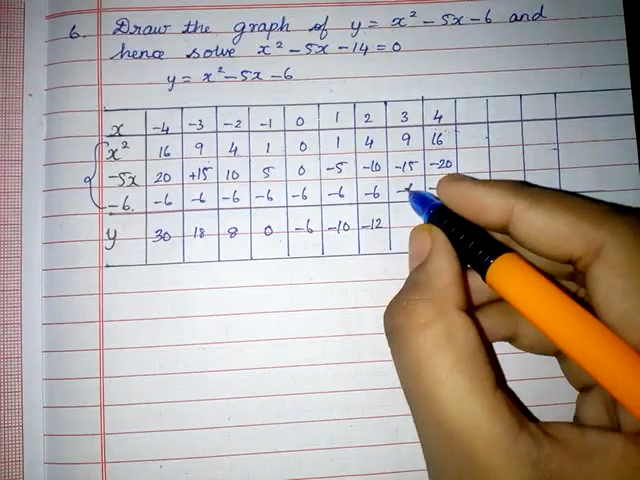 6. Draw the graph of y = x² - 5x - 6 and
hence solve x² - 5x - 14 = 0
y = x² - 5x - 6
x -4 -3 -2 -1 0 1 2 3 4
x² 16 9 4 1 0 1 4 9 16
-5x 20 +15 10 5 0 -5 -10 -15 -20
-6. -6 -6 -6 -6 -6 -6 -6
y 30 18 8 0 -6 -10 -12